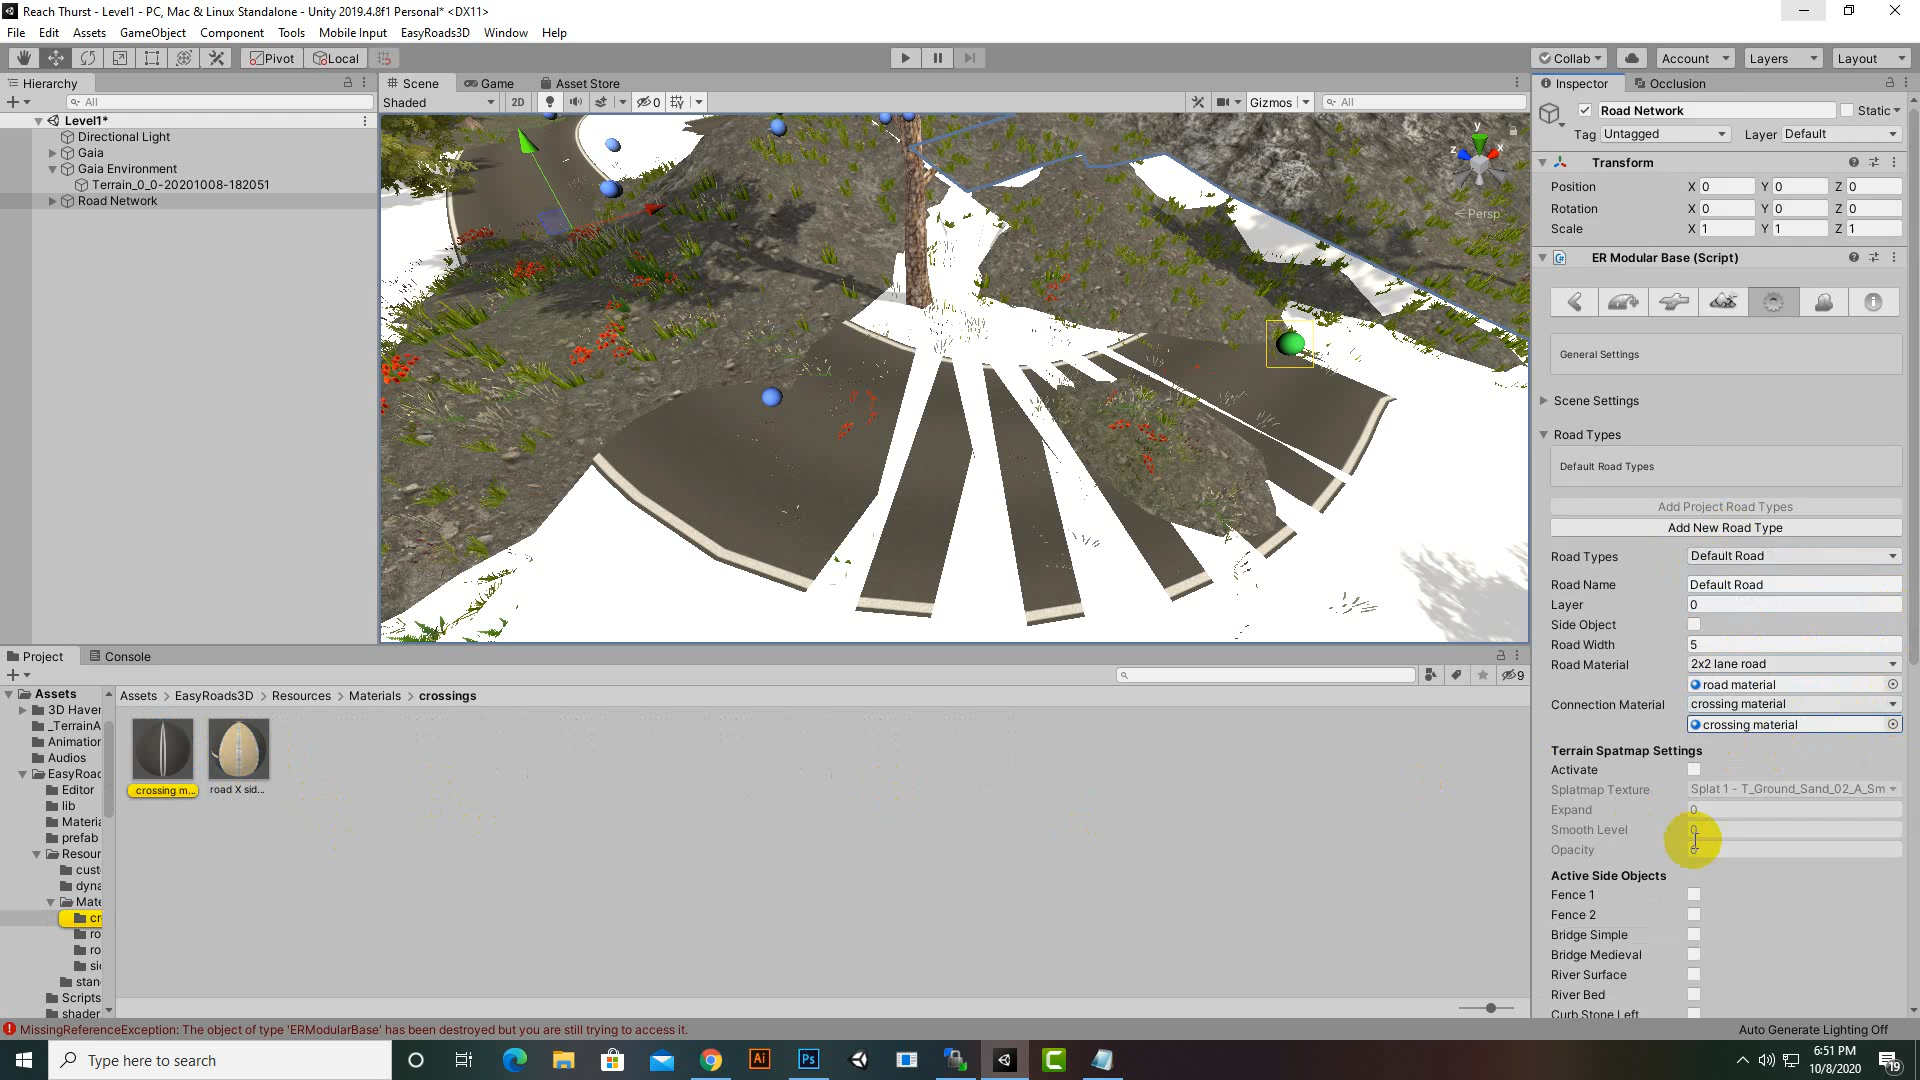 Reach Thurst - Level1 - PC, Mac & Linux Standalone - Unity 2019.4.8f1 Personal* <DX11>
File Edit Assets GameObject Component Tools Mobile Input EasyRoads3D Window Help
Pivot Local Collab Account Layers Layout
Hierarchy Scene Game Asset Store Inspector Occlusion
All Shaded 2D 0 Gizmos All
Level1*
Directional Light
Gaia
Gaia Environment
Terrain_0_0-20201008-182051
Road Network
y
z x
Persp
Road Network Static
Tag Untagged Layer Default
Transform
Position X 0 Y 0 Z 0
Rotation X 0 Y 0 Z 0
Scale X 1 Y 1 Z 1
ER Modular Base (Script)
General Settings
Scene Settings
Road Types
Default Road Types
Add Project Road Types
Add New Road Type
Road Types Default Road
Road Name Default Road
Layer 0
Side Object
Road Width 5
Road Material 2x2 lane road
road material
Connection Material crossing material
crossing material
Terrain Spatmap Settings
Activate
Splatmap Texture Splat 1 - T_Ground_Sand_02_A_Sm
Expand 0
Smooth Level 0
Opacity
Active Side Objects
Fence 1
Fence 2
Bridge Simple
Bridge Medieval
River Surface
River Bed
Curb Stone Left
Project Console
9
Assets
3D Haven
_TerrainA
Animation
Audios
EasyRoad
Editor
lib
Materia
prefab
Resour
cust
dyna
Mate
cr
ro
ro
sic
stan
Scripts
shader
Assets > EasyRoads3D > Resources > Materials > crossings
crossing m... road X sid...
MissingReferenceException: The object of type 'ERModularBase' has been destroyed but you are still trying to access it.
Auto Generate Lighting Off
Type here to search
Ai Ps
6:51 PM
10/8/2020
19